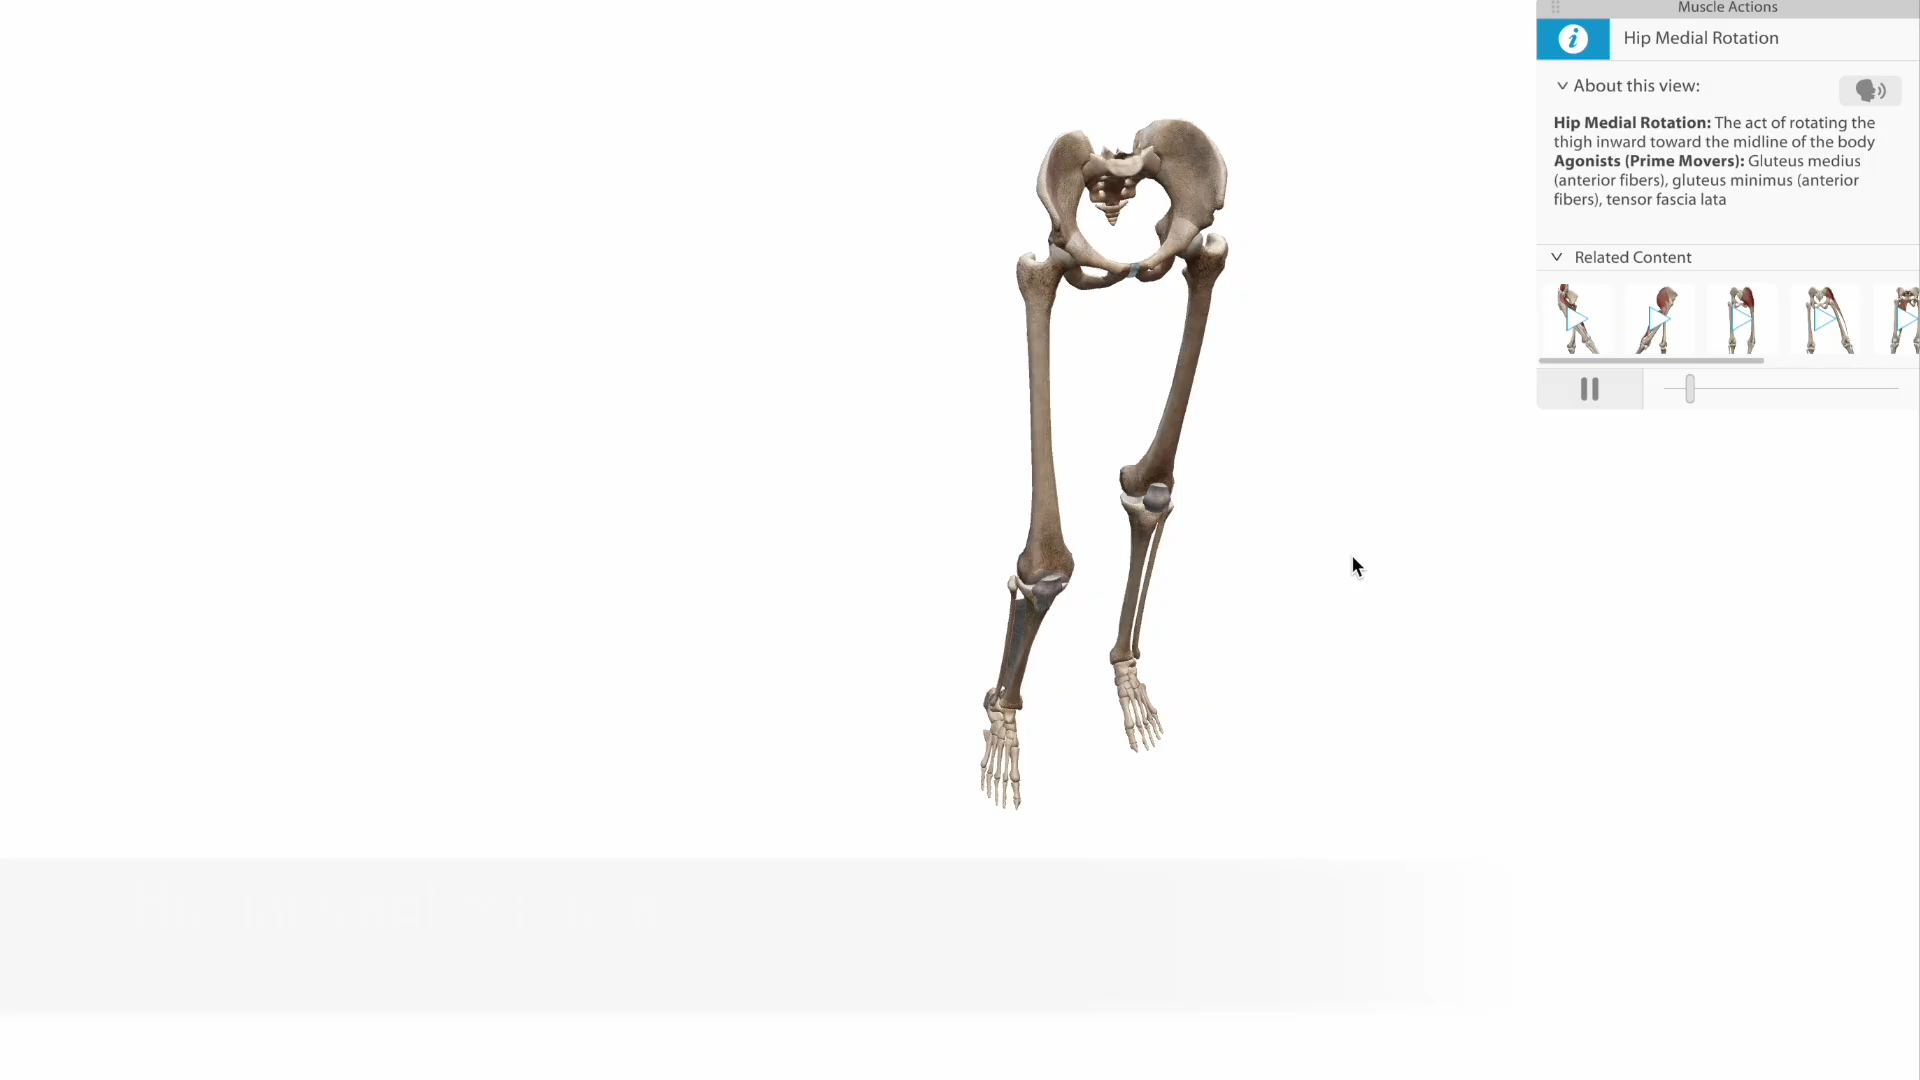 Muscle Actions
i
Hip Medial Rotation
About this view:
Hip Medial Rotation: The act of rotating the
thigh inward toward the midline of the body
Agonists (Prime Movers): Gluteus medius
(anterior fibers), gluteus minimus (anterior
fibers), tensor fascia lata
Related Content